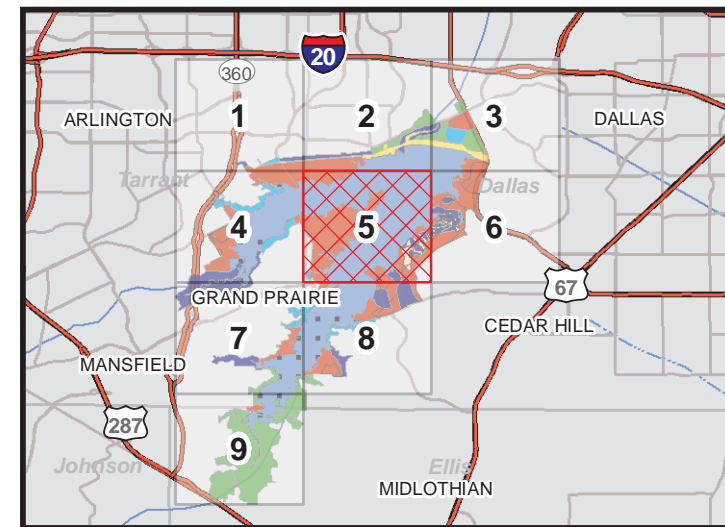 20
360
1
2
3
ARLINGTON
DALLAS
Tarrant
Dallas
4
5
6
67
GRAND PRAIRIE
CEDAR HILL
7
8
MANSFIELD
287
9
Johnson
Ellis
MIDLOTHIAN